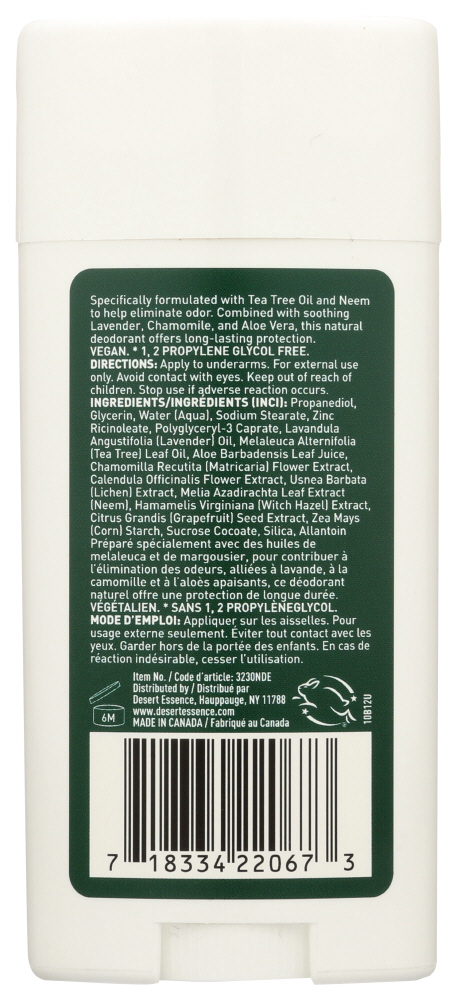 Specifically formulated with Tea Tree Oil and Neem
to help eliminate odor. Combined with soothing
Lavender, Chamomile, and Aloe Vera, this natural
deodorant offers long-lasting protection.
VEGAN. * 1, 2 PROPYLENE GLYCOL FREE.
DIRECTIONS: Apply to underarms. For external use
only. Avoid contact with eyes. Keep out of reach of
children. Stop use if adverse reaction occurs.
INGREDIENTS/INGRÉDIENTS (INCI): Propanediol,
Glycerin, Water (Aqua), Sodium Stearate, Zinc
Ricinoleate, Polyglyceryl-3 Caprate, Lavandula
Angustifolia (Lavender) Oil, Melaleuca Alternifolia
(Tea Tree) Leaf Oil, Aloe Barbadensis Leaf Juice,
Chamomilla Recutita (Matricaria) Flower Extract,
Calendula Officinalis Flower Extract, Usnea Barbata
(Lichen) Extract, Melia Azadirachta Leaf Extract
(Neem), Hamamelis Virginiana (Witch Hazel) Extract,
Citrus Grandis (Grapefruit) Seed Extract, Zea Mays
(Corn) Starch, Sucrose Cocoate, Silica, Allantoin
Préparé spécialement avec des huiles de
melaleuca et de margousier, pour contribuer à
l'élimination des odeurs, alliées à lavande, à la
camomille et à l'aloès apaisants, ce déodorant
naturel offre une protection de longue durée.
VÉGÉTALIEN. * SANS 1, 2 PROPYLÈNEGLYCOL.
MODE D'EMPLOI: Appliquer sur les aisselles. Pour
usage externe seulement. Éviter tout contact avec les
yeux. Garder hors de la portée des enfants. En cas de
réaction indésirable, cesser l'utilisation.
Item No. / Code d'article: 3230NDE
Distributed by / Distribué par
Desert Essence, Hauppauge, NY 11788
www.desertessence.com
MADE IN CANADA / Fabriqué au Canada
6M
10B12U
7 18334 22067 3